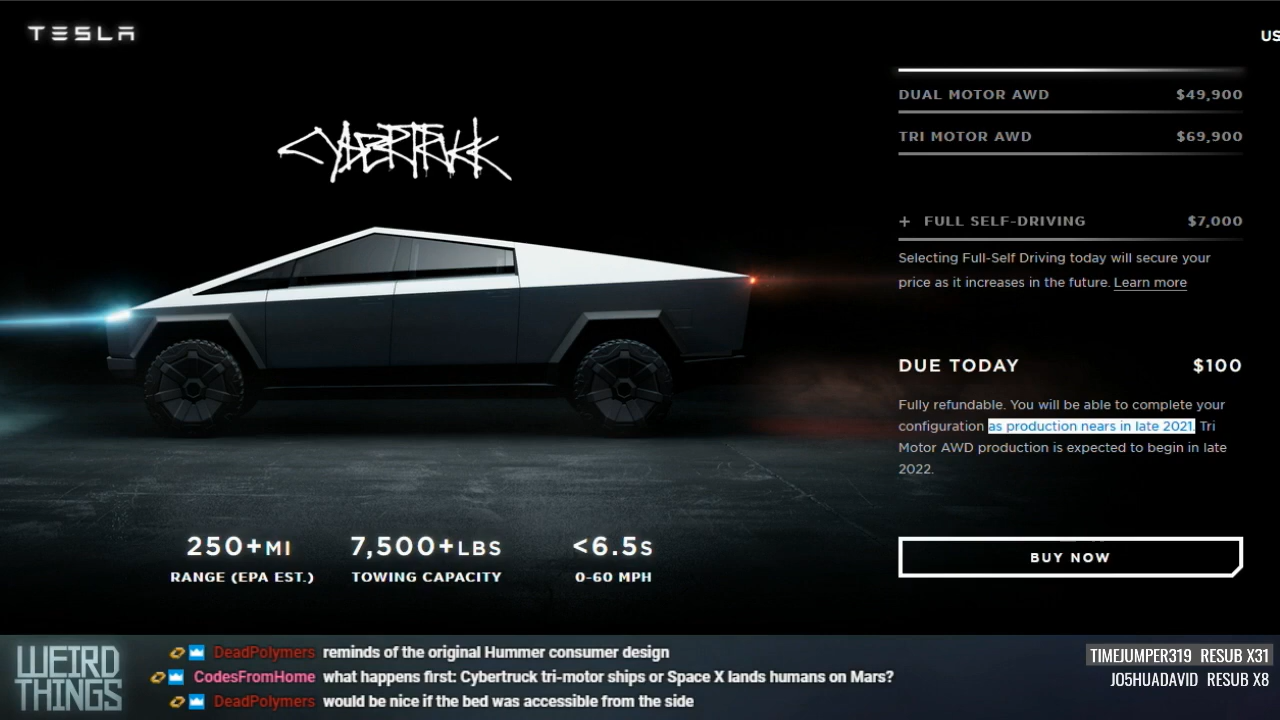 TESLA
US
DUAL MOTOR AWD $49,900
TRI MOTOR AWD $69,900
CYBERTRUCK
+ FULL SELF-DRIVING $7,000
Selecting Full-Self Driving today will secure your
price as it increases in the future. Learn more
DUE TODAY $100
Fully refundable. You will be able to complete your
configuration as production nears in late 2021. Tri
Motor AWD production is expected to begin in late
2022.
250+MI 7,500+LBS <6.5S
RANGE (EPA EST.) TOWING CAPACITY 0-60 MPH
BUY NOW
WEIRD
THINGS
DeadPolymers reminds of the original Hummer consumer design
CodesFromHome what happens first: Cybertruck tri-motor ships or Space X lands humans on Mars?
DeadPolymers would be nice if the bed was accessible from the side
TIMEJUMPER319 RESUB X31
JO5HUADAVID RESUB X8